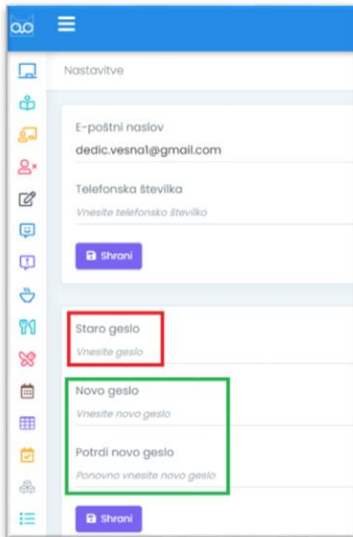 Nastavitve
E-poštni naslov
dedic.vesna1@gmail.com
Telefonska številka
Vnesite telefonsko številko
Shrani
Staro geslo
Vnesite geslo
Novo geslo
Vnesite novo geslo
Potrdi novo geslo
Ponovno vnesite novo geslo
Shrani